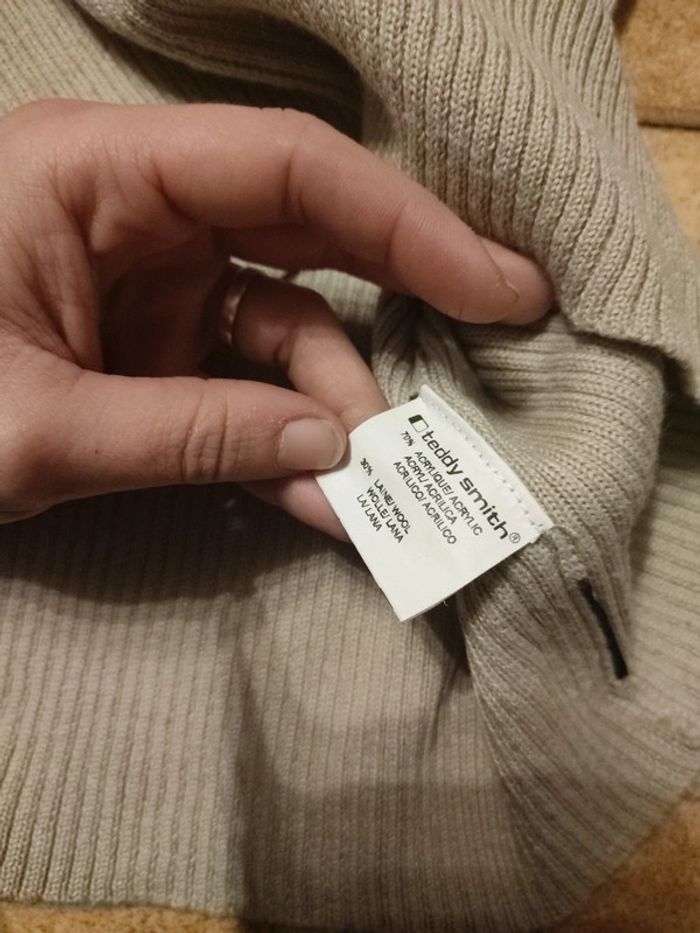 teddy smith®
70% ACRYLIQUE/ACRYLIC
ACRYL/ACRILICA
ACRILICO/ACRILICO
30% LAINE/WOOL
WOLLE/LANA
LA/LANA